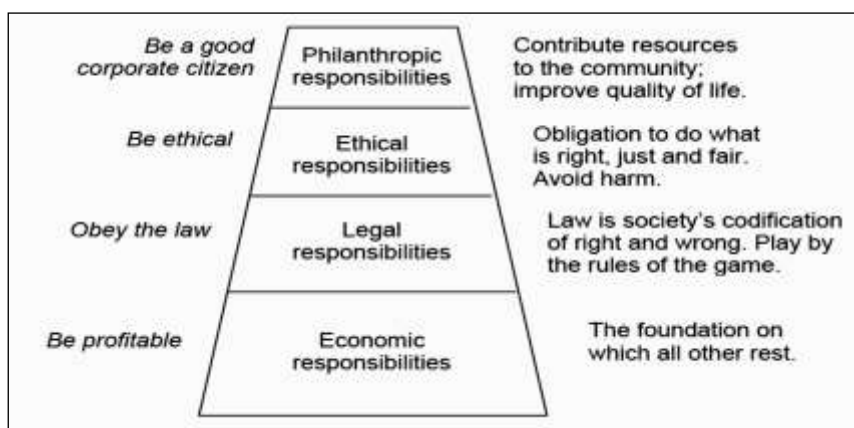 Be a good
corporate citizen
Philanthropic
responsibilities
Contribute resources
to the community;
improve quality of life.
Be ethical
Ethical
responsibilities
Obligation to do what
is right, just and fair.
Avoid harm.
Obey the law
Legal
responsibilities
Law is society's codification
of right and wrong. Play by
the rules of the game.
Be profitable
Economic
responsibilities
The foundation on
which all other rest.